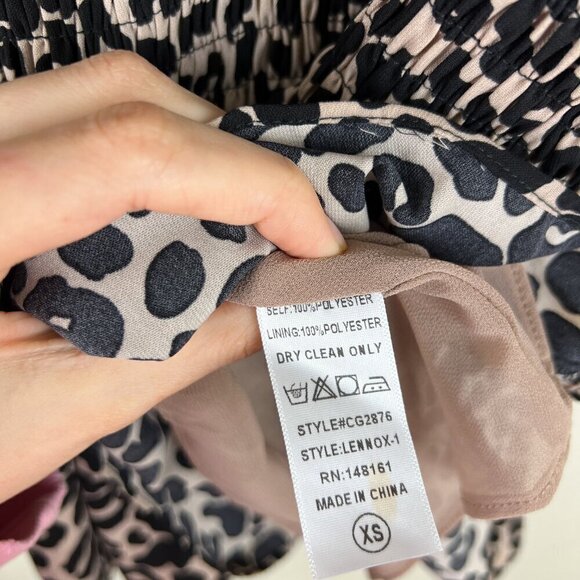 SELF:100%POLYESTER
LINING:100%POLYESTER
DRY CLEAN ONLY
STYLE#CG2876
STYLE:LENNOX-1
RN:148161
MADE IN CHINA
XS